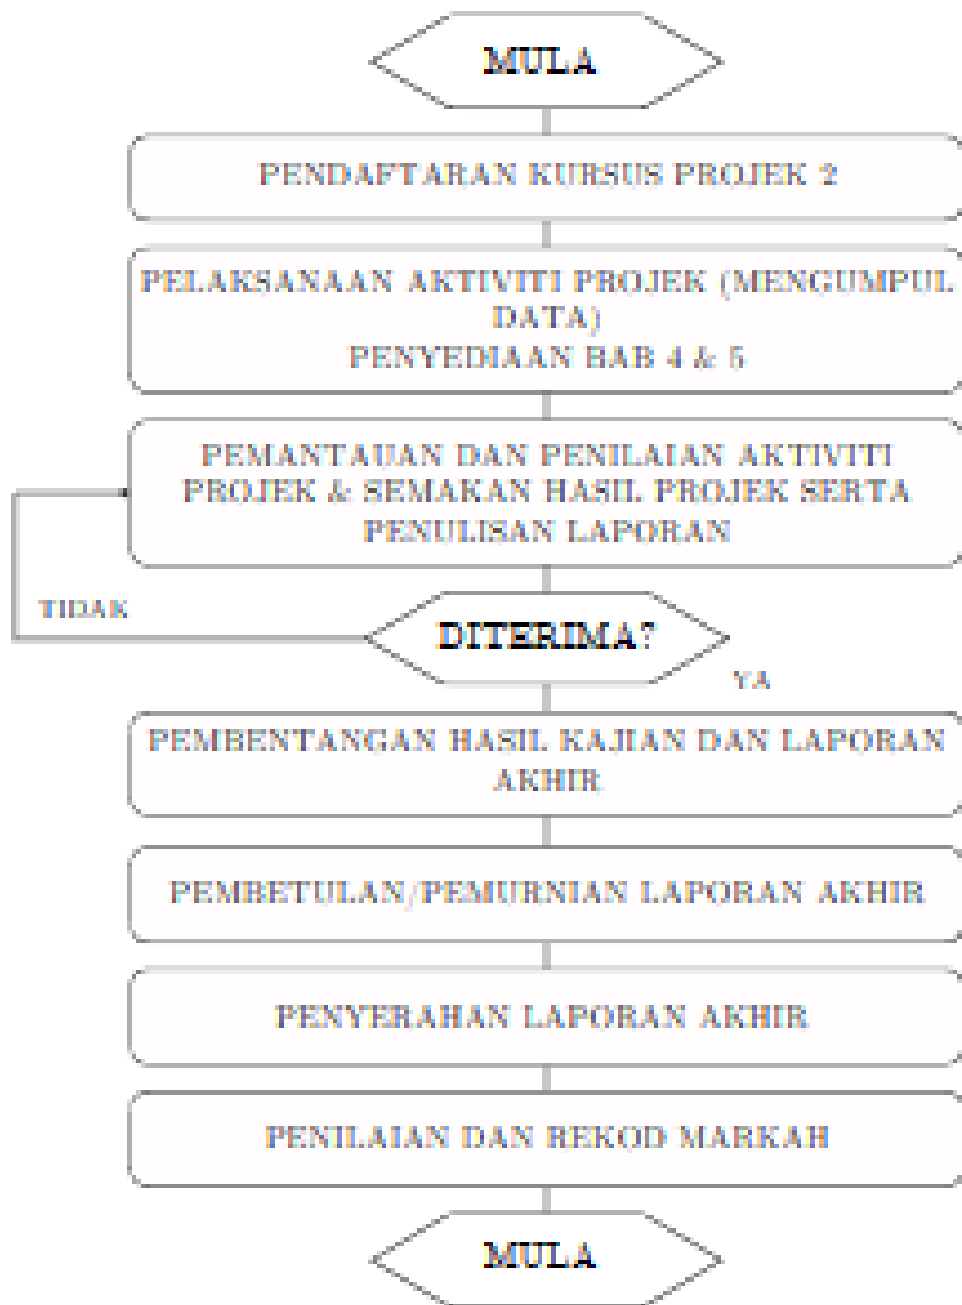 MULA
PENDAFTARAN KURSUS PROJEK 2
PELAKSANAAN AKTIVITI PROJEK (MENGUMPUL
DATA)
PENYEDIAAN BAB 4 & 5
PEMANTAUAN DAN PENILAIAN AKTIVITI
PROJEK & SEMAKAN HASIL PROJEK SERTA
PENULISAN LAPORAN
TIDAK
DITERIMA?
YA
PEMBENTANGAN HASIL KAJIAN DAN LAPORAN
AKHIR
PEMBETULAN/PEMURNIAN LAPORAN AKHIR
PENYERAHAN LAPORAN AKHIR
PENILAIAN DAN REKOD MARKAH
MULA